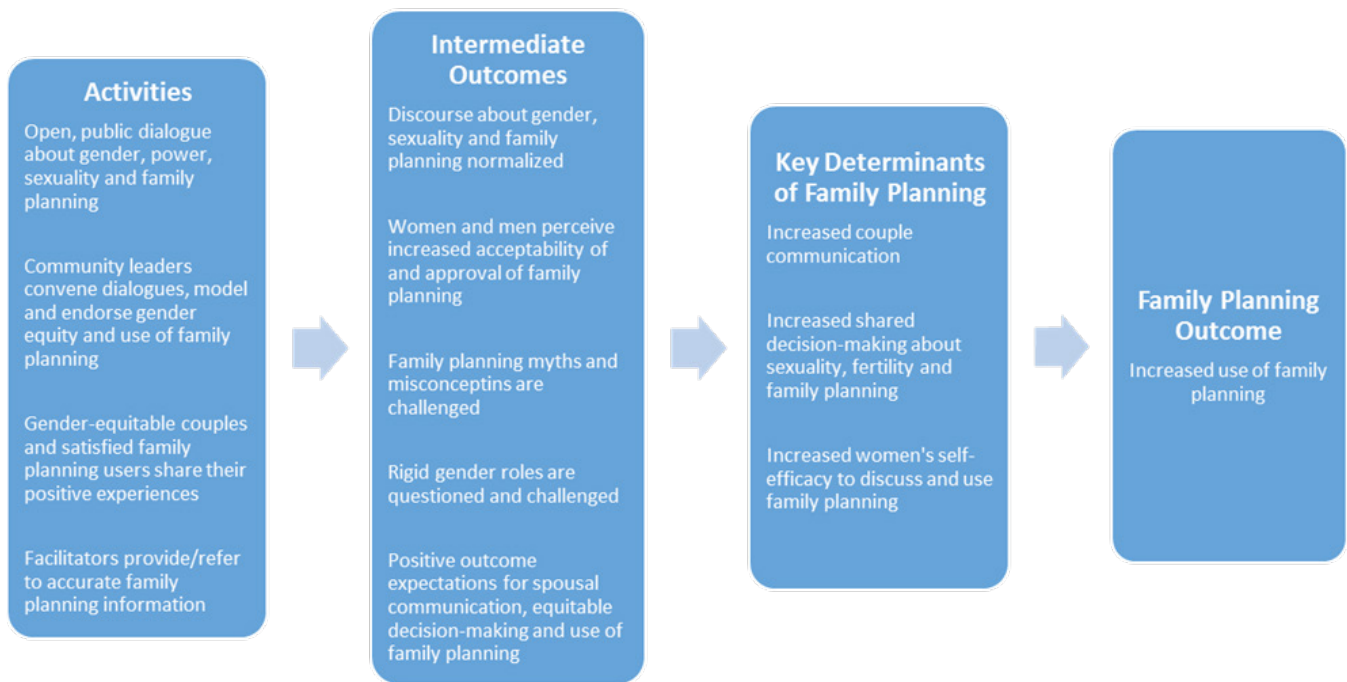 Activities
Open, public dialogue
about gender, power,
sexuality and family
planning
Community leaders
convene dialogues, model
and endorse gender
equity and use of family
planning
Gender-equitable couples
and satisfied family
planning users share their
positive experiences
Facilitators provide/refer
to accurate family
planning information
Intermediate
Outcomes
Discourse about gender,
sexuality and family
planning normalized
Women and men perceive
increased acceptability of
and approval of family
planning
Family planning myths and
misconceptins are
challenged
Rigid gender roles are
questioned and challenged
Positive outcome
expectations for spousal
communication, equitable
decision-making and use of
family planning
Key Determinants
of Family Planning
Increased couple
communication
Increased shared
decision-making about
sexuality, fertility and
family planning
Increased women's self-
efficacy to discuss and use
family planning
Family Planning
Outcome
Increased use of family
planning